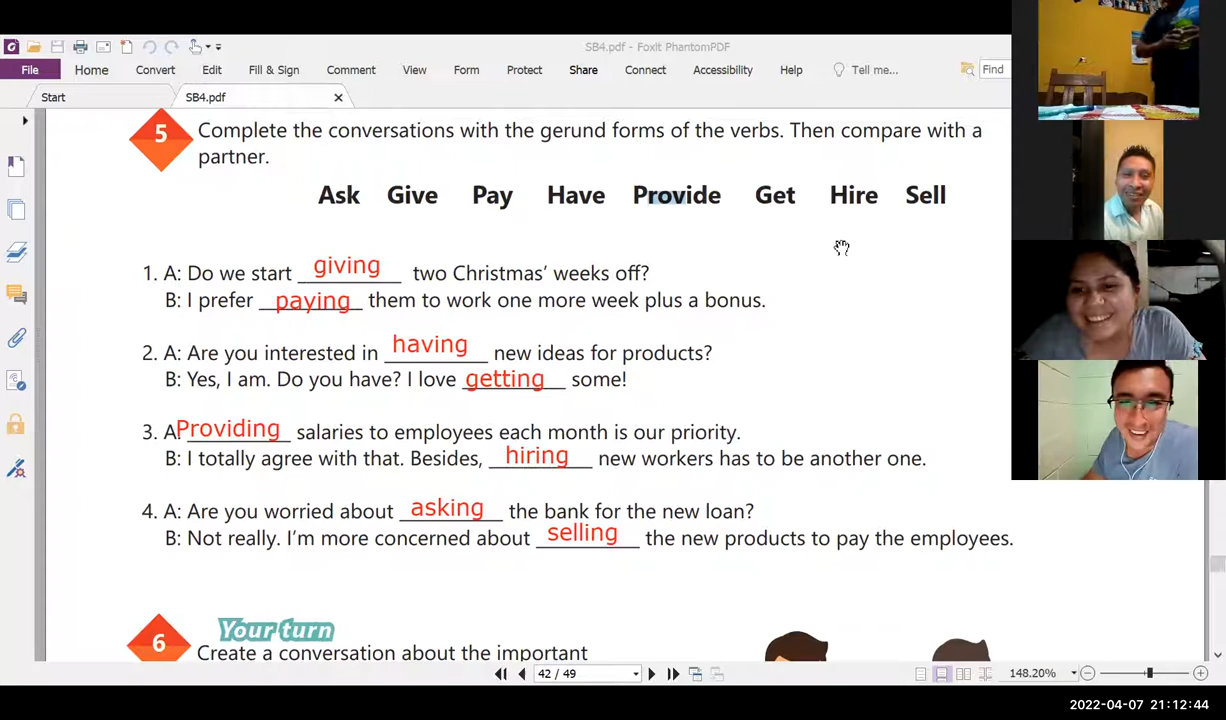 SB4.pdf - Foxit PhantomPDF
File Home Convert Edit Fill & Sign Comment View Form Protect Share Connect Accessibility Help Tell me... Find
Start SB4.pdf
5 Complete the conversations with the gerund forms of the verbs. Then compare with a
partner.
Ask Give Pay Have Provide Get Hire Sell
1. A: Do we start giving two Christmas' weeks off?
B: I prefer paying them to work one more week plus a bonus.
2. A: Are you interested in having new ideas for products?
B: Yes, I am. Do you have? I love getting some!
3. A: Providing salaries to employees each month is our priority.
B: I totally agree with that. Besides, hiring new workers has to be another one.
4. A: Are you worried about asking the bank for the new loan?
B: Not really. I'm more concerned about selling the new products to pay the employees.
6 Your turn
Create a conversation about the important
42 / 49 148.20%
2022-04-07 21:12:44